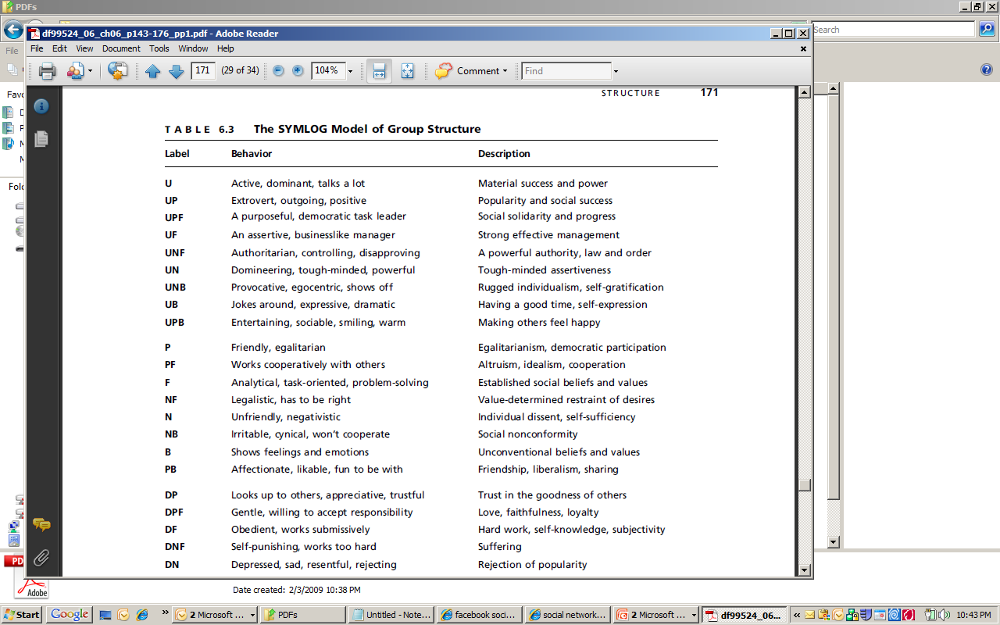 PDFs
Search
File
df99524_06_ch06_p143-176_pp1.pdf - Adobe Reader
File Edit View Document Tools Window Help
171 (29 of 34) 104% Comment Find
Favo
Fold
STRUCTURE 171
TABLE 6.3 The SYMLOG Model of Group Structure
Label Behavior Description
U Active, dominant, talks a lot Material success and power
UP Extrovert, outgoing, positive Popularity and social success
UPF A purposeful, democratic task leader Social solidarity and progress
UF An assertive, businesslike manager Strong effective management
UNF Authoritarian, controlling, disapproving A powerful authority, law and order
UN Domineering, tough-minded, powerful Tough-minded assertiveness
UNB Provocative, egocentric, shows off Rugged individualism, self-gratification
UB Jokes around, expressive, dramatic Having a good time, self-expression
UPB Entertaining, sociable, smiling, warm Making others feel happy
P Friendly, egalitarian Egalitarianism, democratic participation
PF Works cooperatively with others Altruism, idealism, cooperation
F Analytical, task-oriented, problem-solving Established social beliefs and values
NF Legalistic, has to be right Value-determined restraint of desires
N Unfriendly, negativistic Individual dissent, self-sufficiency
NB Irritable, cynical, won’t cooperate Social nonconformity
B Shows feelings and emotions Unconventional beliefs and values
PB Affectionate, likable, fun to be with Friendship, liberalism, sharing
DP Looks up to others, appreciative, trustful Trust in the goodness of others
DPF Gentle, willing to accept responsibility Love, faithfulness, loyalty
DF Obedient, works submissively Hard work, self-knowledge, subjectivity
DNF Self-punishing, works too hard Suffering
DN Depressed, sad, resentful, rejecting Rejection of popularity
PD
Adobe
Date created: 2/3/2009 10:38 PM
Start Google » 2 Microsoft ... PDFs Untitled - Note... facebook soci... social network... 2 Microsoft ... df99524_06... « 10:43 PM